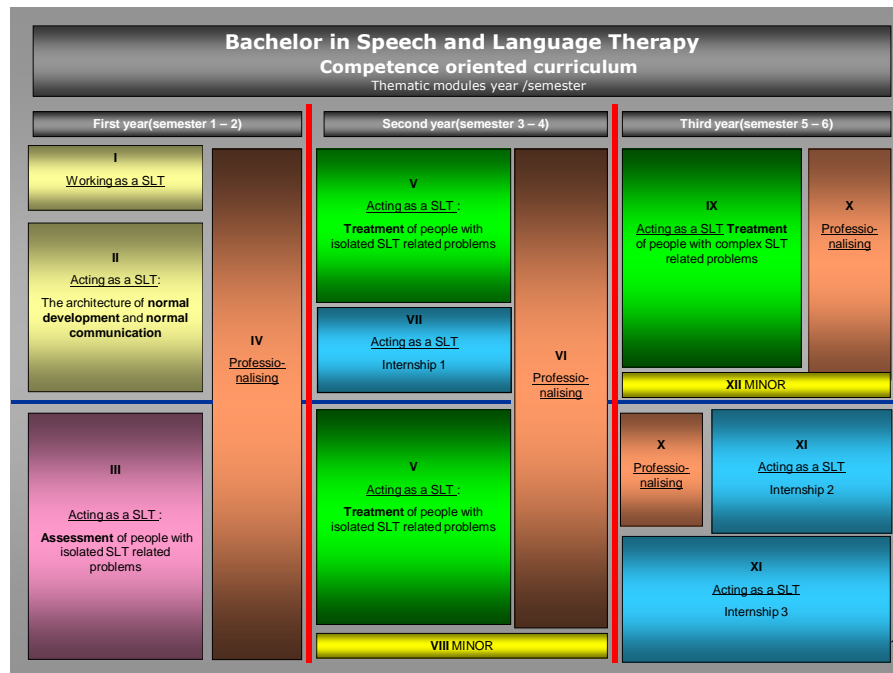 Bachelor in Speech and Language Therapy
Competence oriented curriculum
Thematic modules year /semester
First year(semester 1 – 2)
Second year(semester 3 – 4)
Third year(semester 5 – 6)
I
Working as a SLT
II
Acting as a SLT:
The architecture of normal
development and normal
communication
III
Acting as a SLT :
Assessment of people with
isolated SLT related
problems
IV
Professio-
nalising
V
Acting as a SLT :
Treatment of people with
isolated SLT related problems
VII
Acting as a SLT
Internship 1
V
Acting as a SLT :
Treatment of people with
isolated SLT related problems
VI
Professio-
nalising
VIII MINOR
IX
Acting as a SLT Treatment
of people with complex SLT
related problems
X
Professio-
nalising
XII MINOR
X
Professio-
nalising
XI
Acting as a SLT
Internship 2
XI
Acting as a SLT
Internship 3